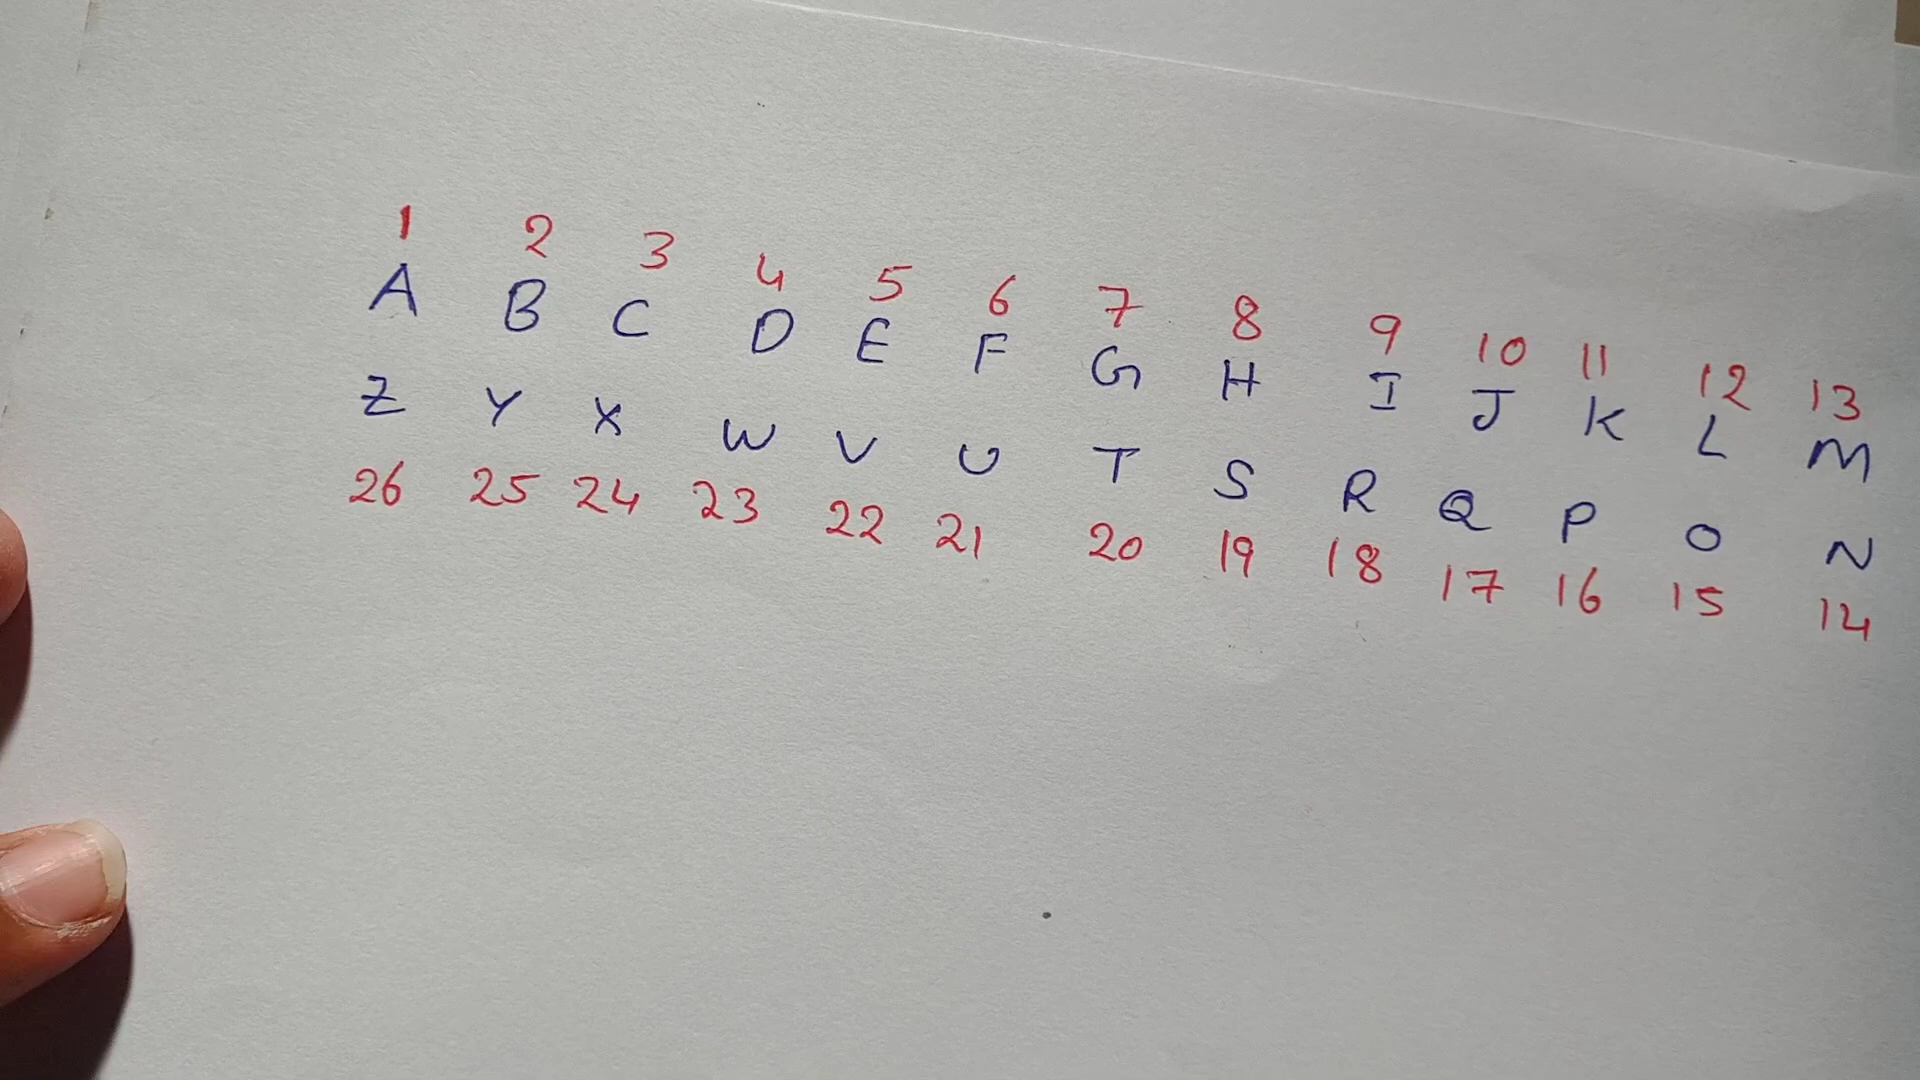 1 2 3 4 5 6 7 8 9 10 11 12 13
A B C D E F G H I J K L M
Z Y X W V U T S R Q P O N
26 25 24 23 22 21 20 19 18 17 16 15 14